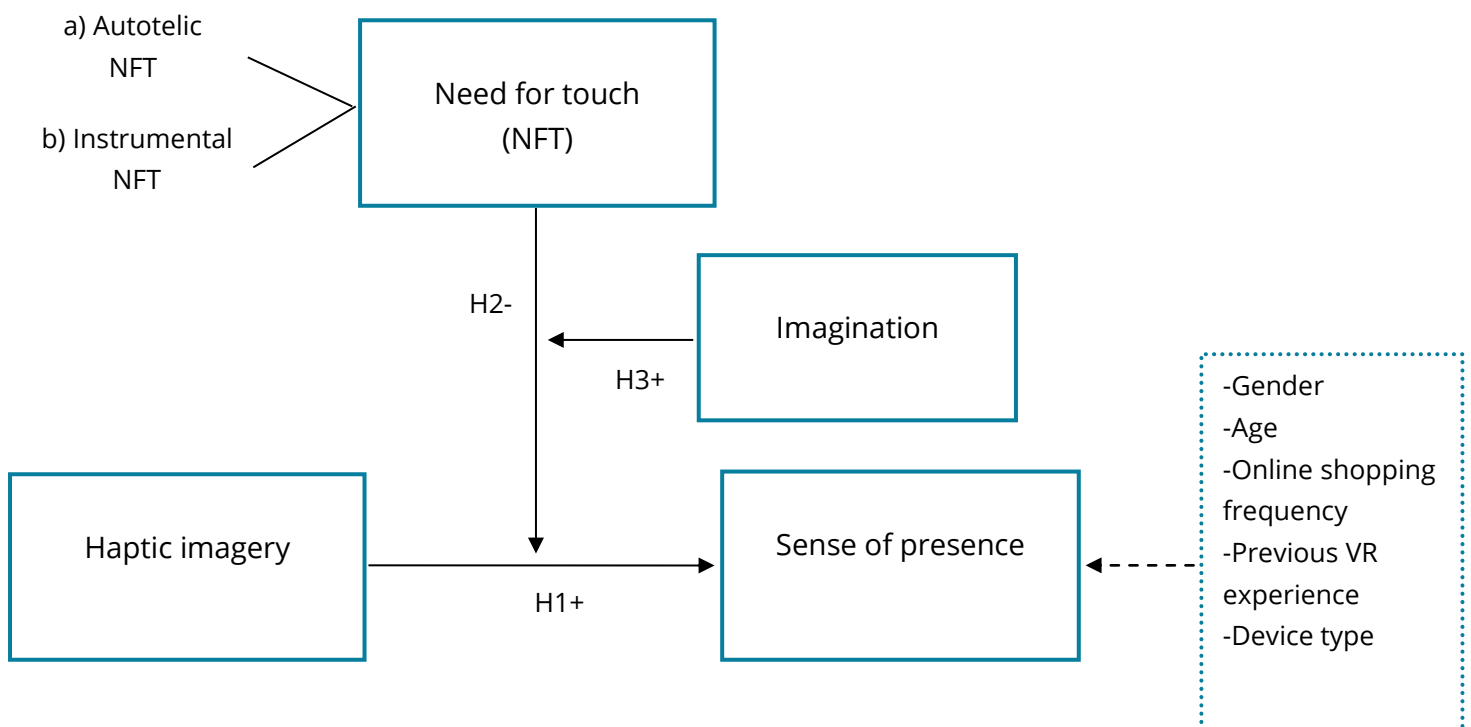 a) Autotelic
NFT
b) Instrumental
NFT
Need for touch
(NFT)
H2-
Imagination
H3+
Haptic imagery
H1+
Sense of presence
-Gender
-Age
-Online shopping
frequency
-Previous VR
experience
-Device type